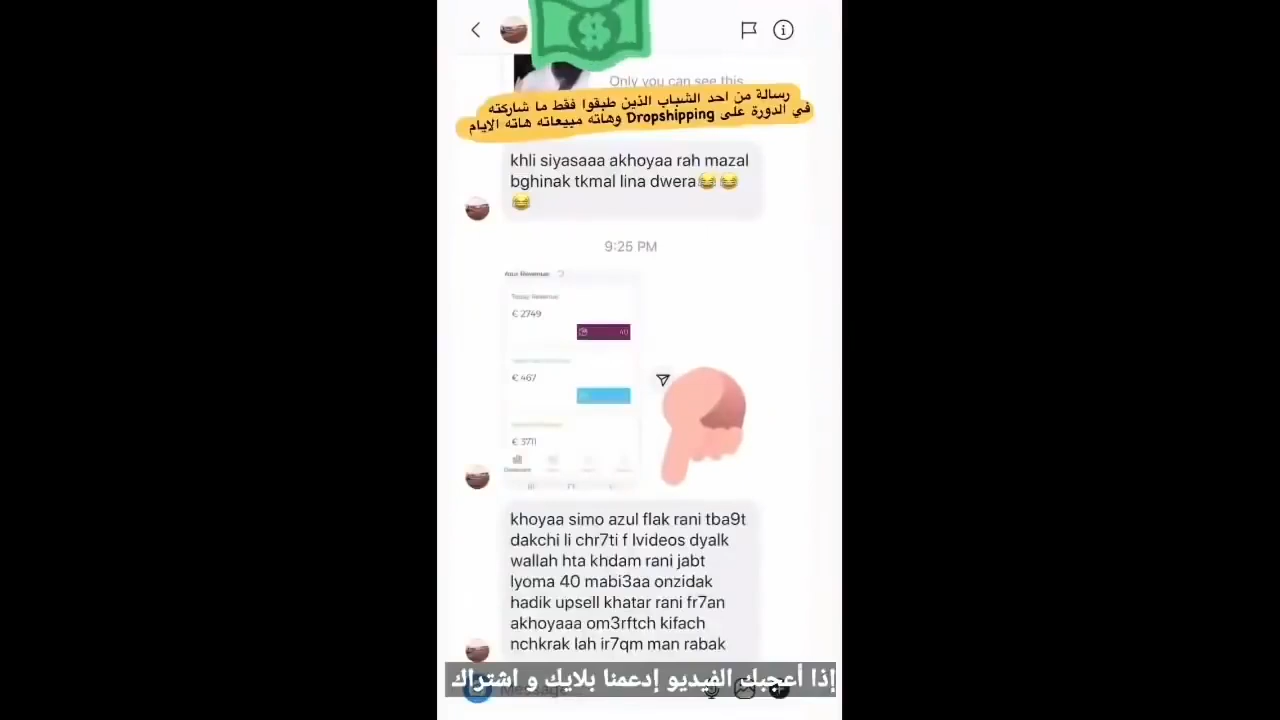 Only you can see this
رسالة من احد الشباب الذين طبقوا فقط ما شاركته
في الدورة على Dropshipping وهاته مبيعاته هاته الايام
khli siyasaaa akhoyaa rah mazal
bghinak tkmal lina dwera😂😂
😂
9:25 PM
€ 2749
40
€ 467
€ 3711
khoyaa simo azul flak rani tba9t
dakchi li chr7ti f lvideos dyalk
wallah hta khdam rani jabt
lyoma 40 mabi3aa onzidak
hadik upsell khatar rani fr7an
akhoyaaa om3rftch kifach
nchkrak lah ir7qm man rabak
إذا أعجبك الفيديو إدعمنا بلايك و اشتراك